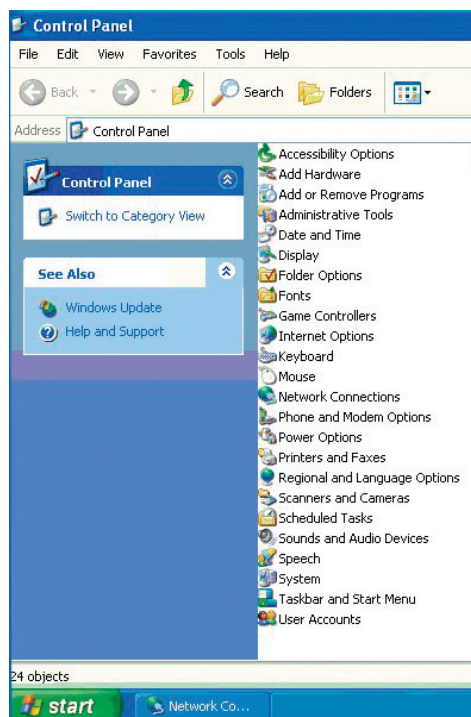 Control Panel
File Edit View Favorites Tools Help
Back Search Folders
Address Control Panel
Control Panel
Switch to Category View
See Also
Windows Update
Help and Support
Accessibility Options
Add Hardware
Add or Remove Programs
Administrative Tools
Date and Time
Display
Folder Options
Fonts
Game Controllers
Internet Options
Keyboard
Mouse
Network Connections
Phone and Modem Options
Power Options
Printers and Faxes
Regional and Language Options
Scanners and Cameras
Scheduled Tasks
Sounds and Audio Devices
Speech
System
Taskbar and Start Menu
User Accounts
24 objects
start Network Co...